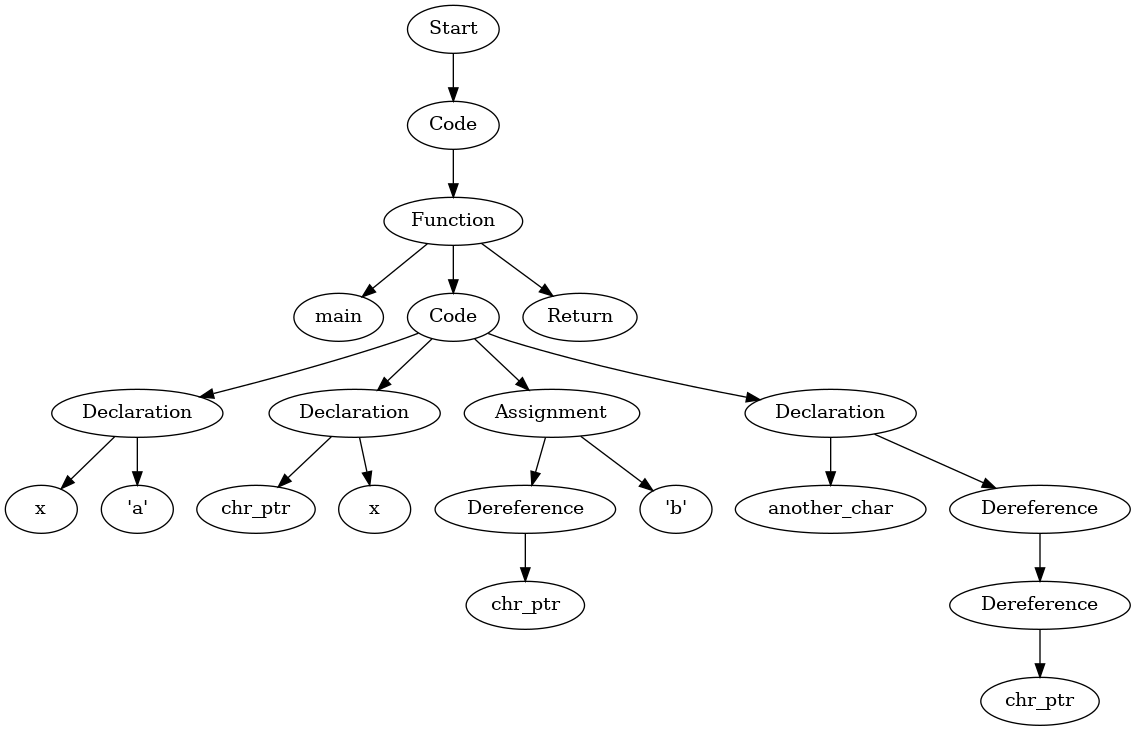 Start
Code
Function
main
Code
Return
Declaration
Declaration
Assignment
Declaration
x
'a'
chr_ptr
x
Dereference
'b'
another_char
Dereference
chr_ptr
Dereference
chr_ptr